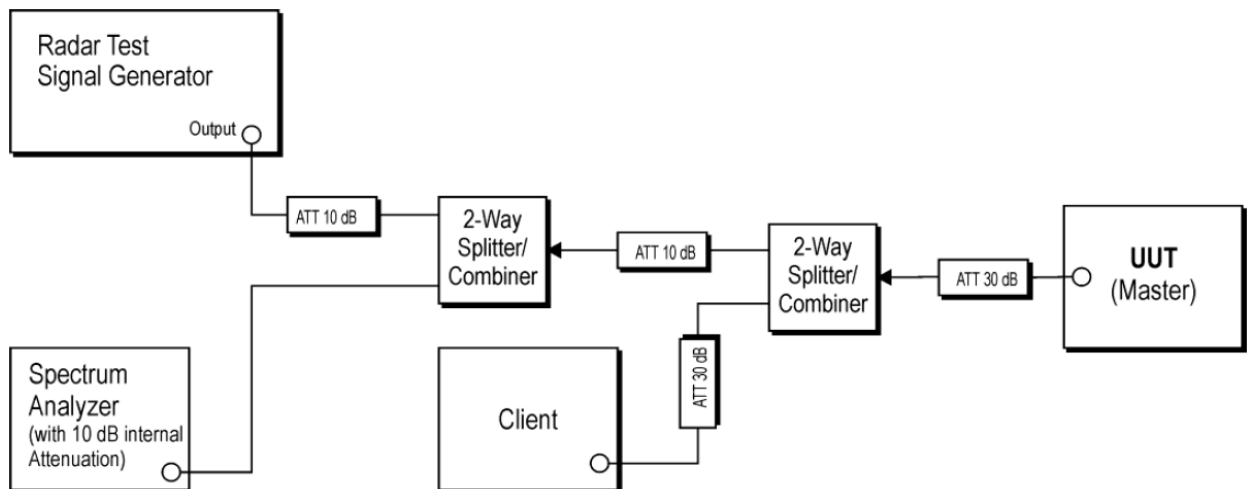 Radar Test
Signal Generator
Output
ATT 10 dB
2-Way
Splitter/
Combiner
ATT 10 dB
2-Way
Splitter/
Combiner
ATT 30 dB
UUT
(Master)
Spectrum
Analyzer
(with 10 dB internal
Attenuation)
Client
ATT 30 dB